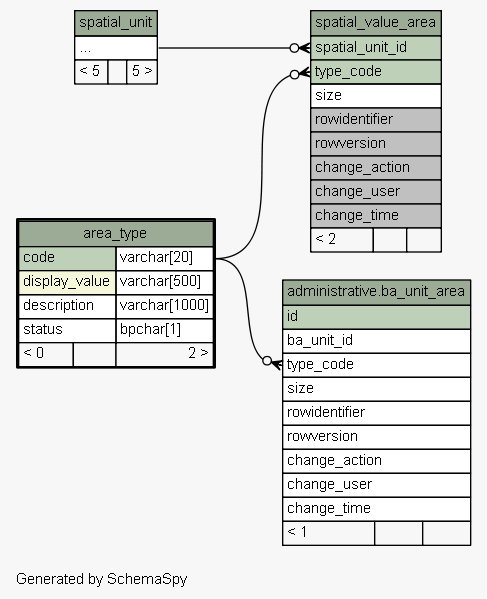 spatial_unit
...
< 5 5 >
spatial_value_area
spatial_unit_id
type_code
size
rowidentifier
rowversion
change_action
change_user
change_time
< 2
area_type
code varchar[20]
display_value varchar[500]
description varchar[1000]
status bpchar[1]
< 0 2 >
administrative.ba_unit_area
id
ba_unit_id
type_code
size
rowidentifier
rowversion
change_action
change_user
change_time
< 1
Generated by SchemaSpy